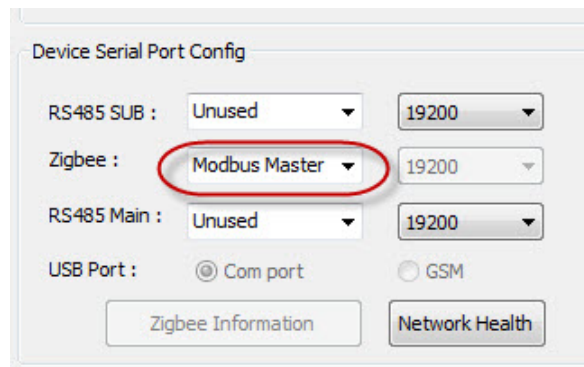 Device Serial Port Config
RS485 SUB : Unused 19200
Zigbee : Modbus Master 19200
RS485 Main : Unused 19200
USB Port : Com port GSM
Zigbee Information Network Health